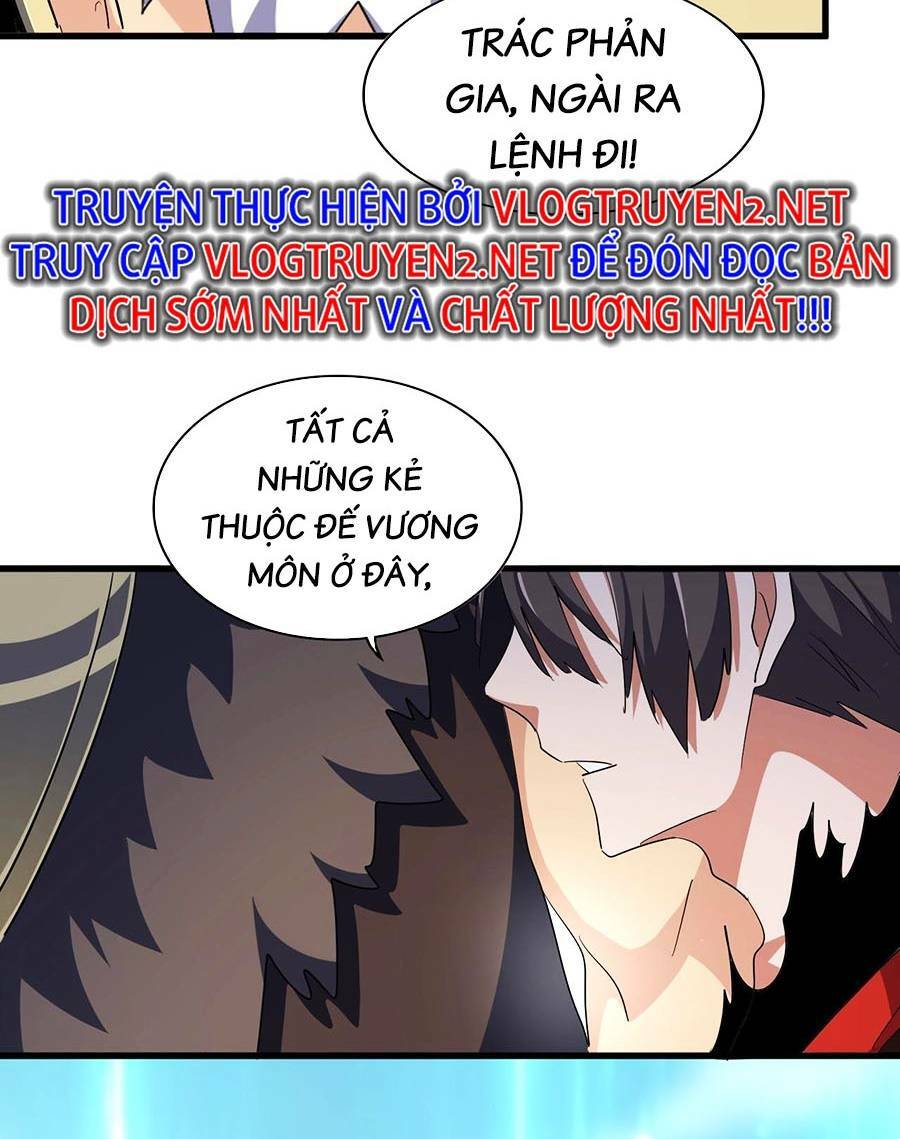 TRÁC PHẢN
GIA, NGÀI RA
LỆNH ĐI!
TRUYỆN THỰC HIỆN BỞI VLOGTRUYEN2.NET
TRUY CẬP VLOGTRUYEN2.NET ĐỂ ĐÓN ĐỌC BẢN
DỊCH SỚM NHẤT VÀ CHẤT LƯỢNG NHẤT!!!
TẤT CẢ
NHỮNG KẺ
THUỘC ĐẾ VƯƠNG
MÔN Ở ĐÂY,